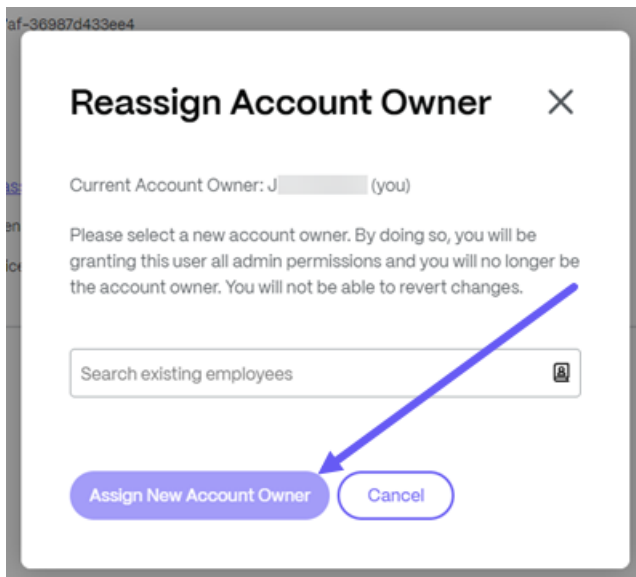 af-36987d433ee4
Reassign Account Owner
Current Account Owner: J (you)
Please select a new account owner. By doing so, you will be
granting this user all admin permissions and you will no longer be
the account owner. You will not be able to revert changes.
Search existing employees
Assign New Account Owner
Cancel